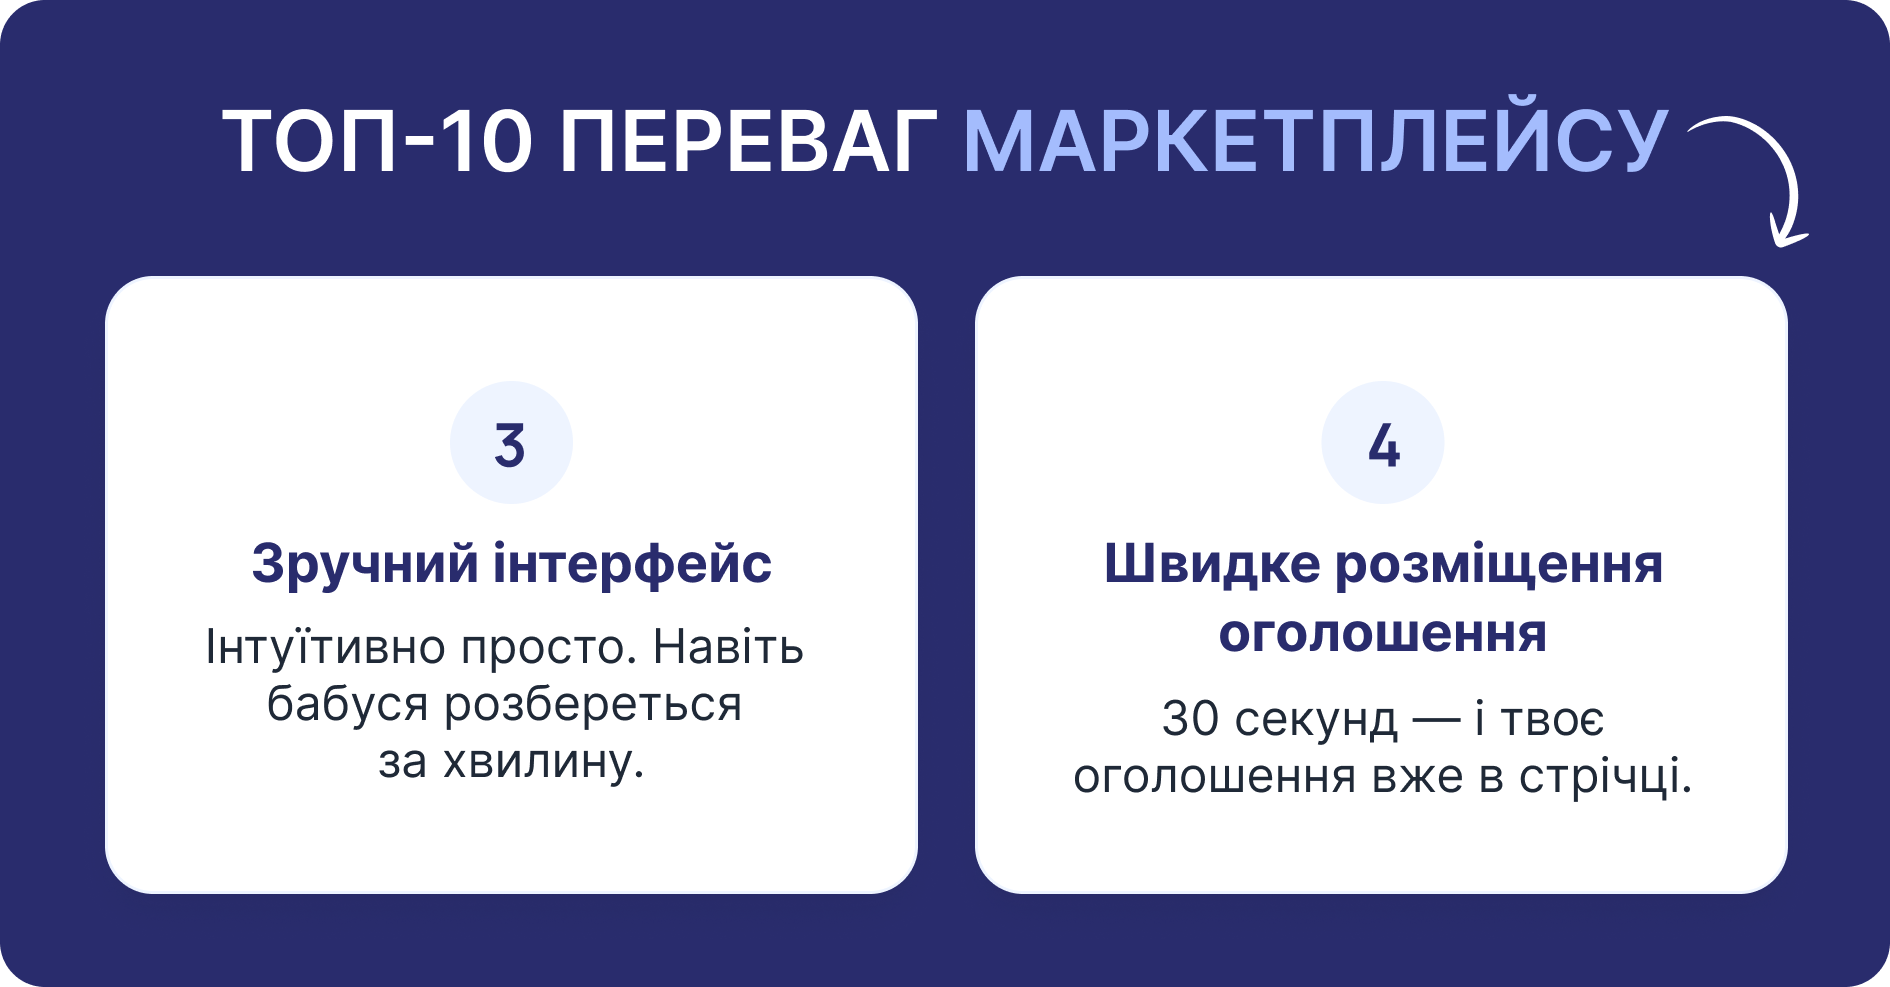 ТОП-10 ПЕРЕВАГ МАРКЕТПЛЕЙСУ
3
Зручний інтерфейс
Інтуїтивно просто. Навіть
бабуся розбереться
за хвилину.
4
Швидке розміщення
оголошення
30 секунд — і твоє
оголошення вже в стрічці.